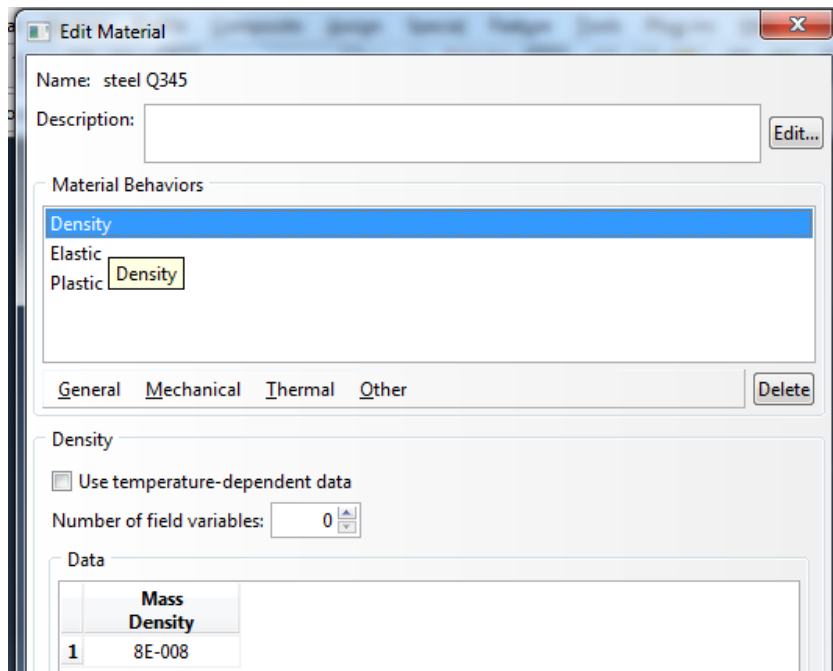 Edit Material
Name: steel Q345
Description:
Edit...
Material Behaviors
Density
Elastic
Plastic
Density
General Mechanical Thermal Other
Delete
Density
Use temperature-dependent data
Number of field variables: 0
Data
Mass
Density
1 8E-008